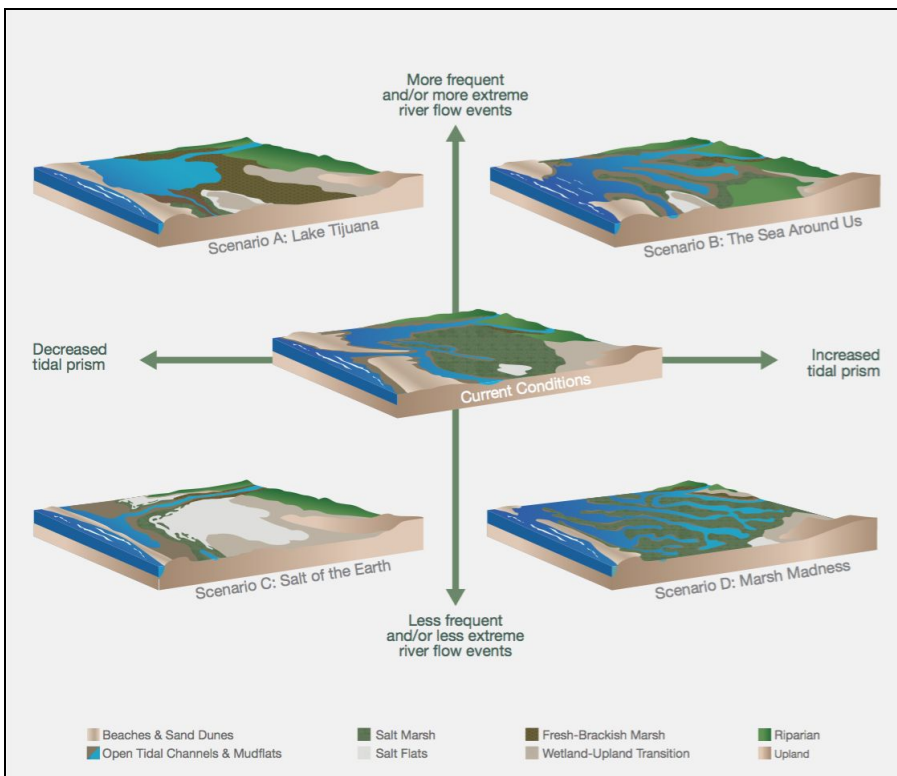 More frequent
and/or more extreme
river flow events
Scenario A: Lake Tijuana
Scenario B: The Sea Around Us
Decreased
tidal prism
Increased
tidal prism
Current Conditions
Scenario C: Salt of the Earth
Scenario D: Marsh Madness
Less frequent
and/or less extreme
river flow events
Beaches & Sand Dunes
Salt Marsh
Fresh-Brackish Marsh
Riparian
Open Tidal Channels & Mudflats
Salt Flats
Wetland-Upland Transition
Upland